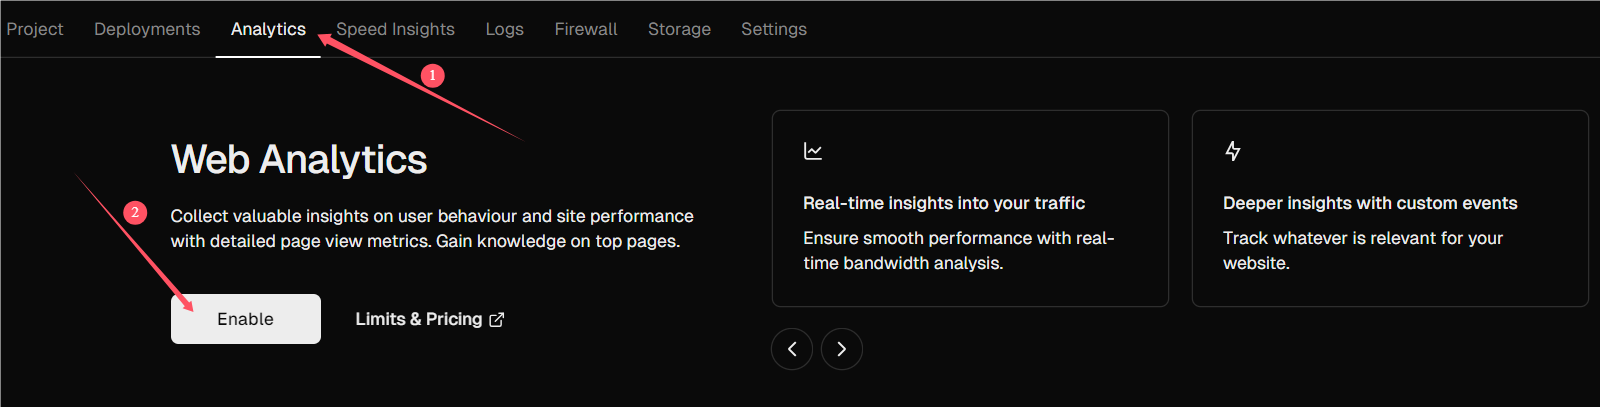 Project Deployments Analytics Speed Insights Logs Firewall Storage Settings
1
Web Analytics
2
Collect valuable insights on user behaviour and site performance
with detailed page view metrics. Gain knowledge on top pages.
Enable
Limits & Pricing
Real-time insights into your traffic
Ensure smooth performance with real-
time bandwidth analysis.
Deeper insights with custom events
Track whatever is relevant for your
website.